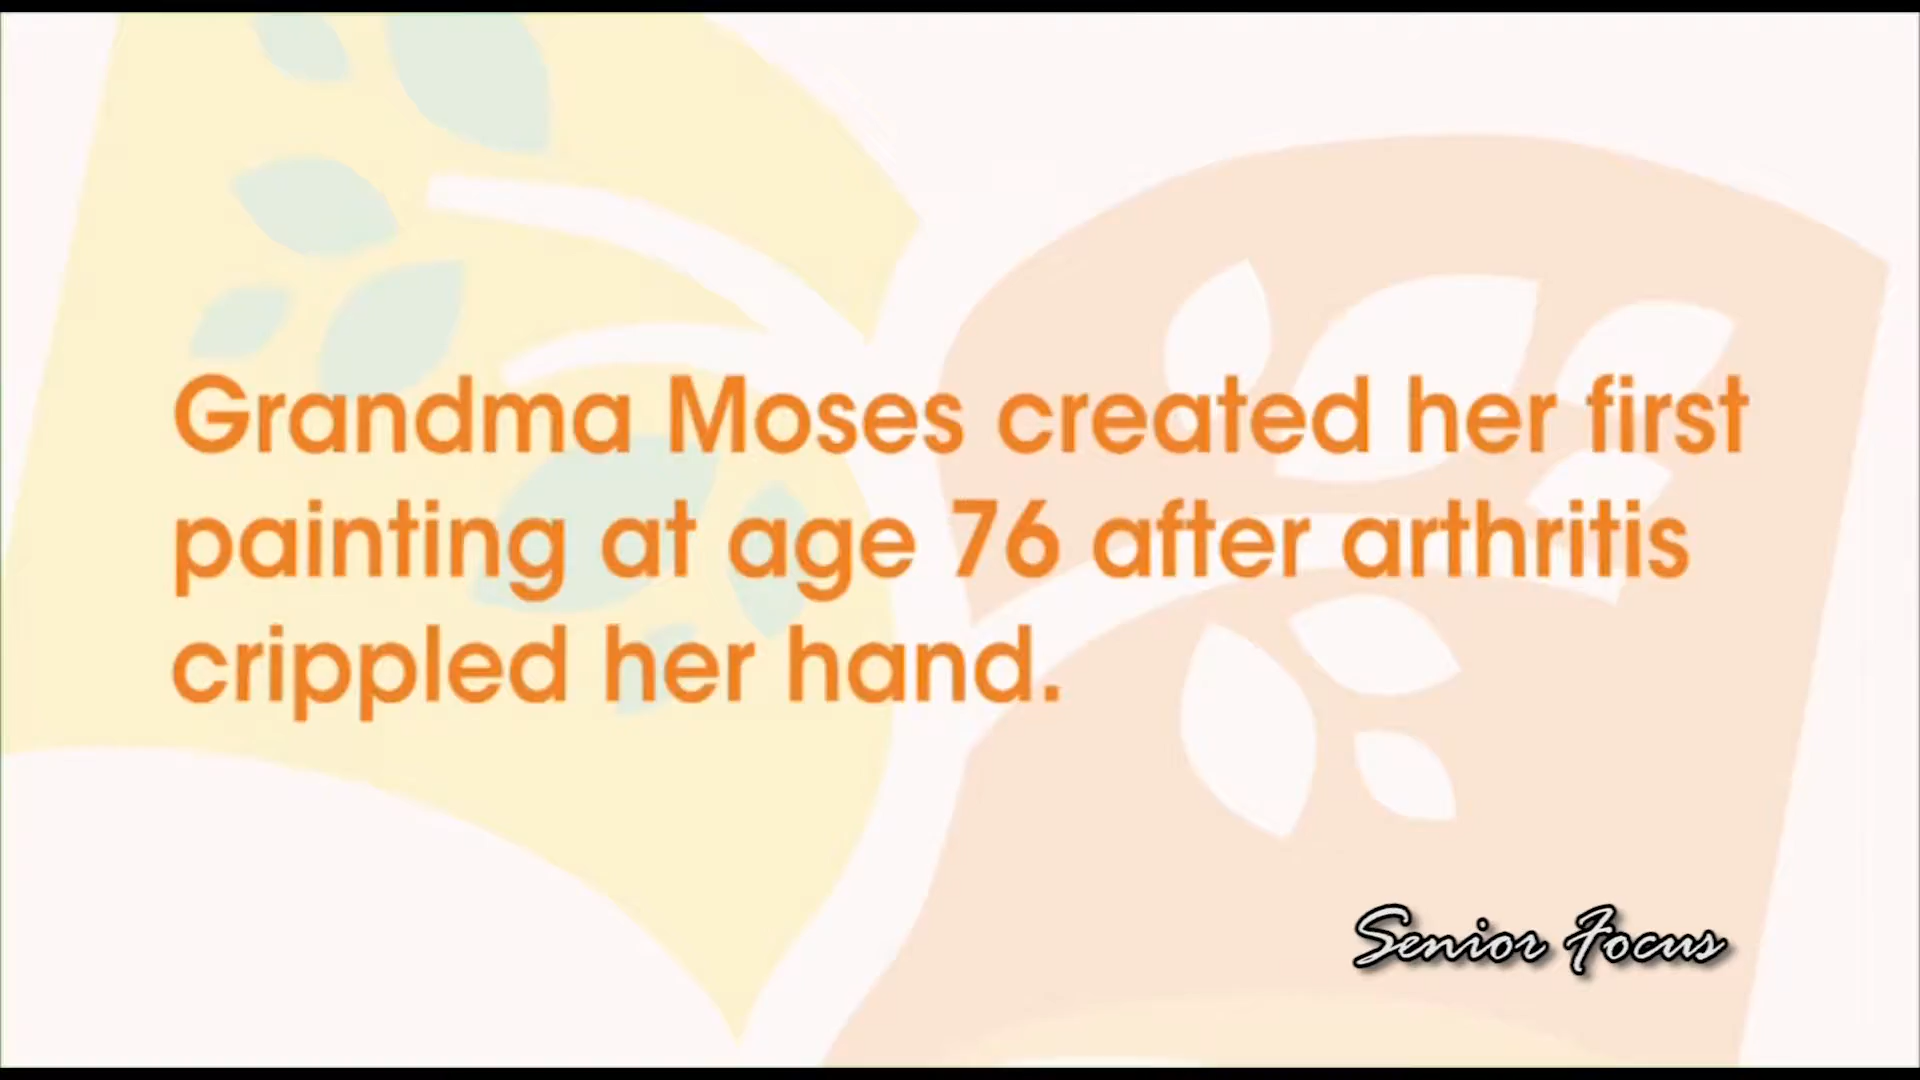 Grandma Moses created her first
painting at age 76 after arthritis
crippled her hand.
Senior Focus